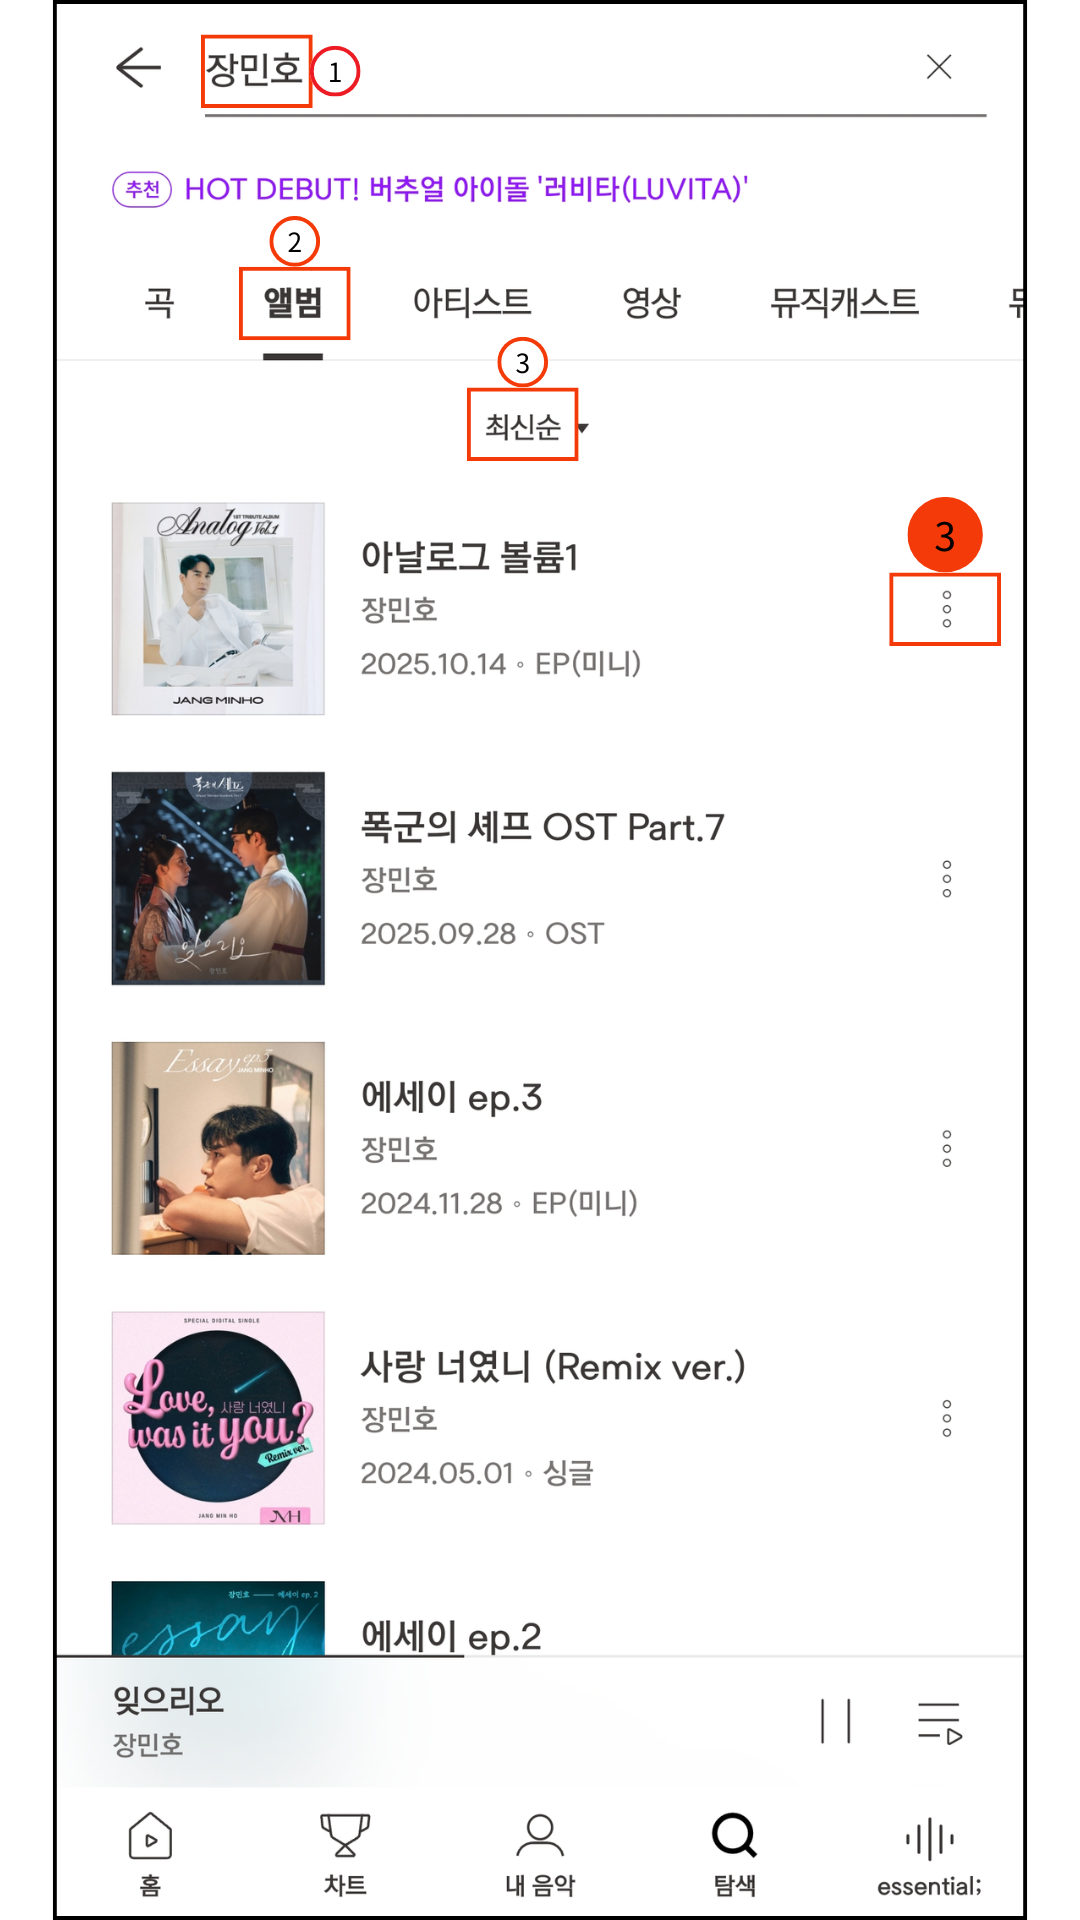 장민호 1
추천 HOT DEBUT! 버추얼 아이돌 '러비타(LUVITA)'
2
곡 앨범 아티스트 영상 뮤직캐스트
3
최신순
Analog Vol.1
1ST TRIBUTE ALBUM
JANG MINHO
아날로그 볼륨1
장민호
2025.10.14 ◦ EP(미니)
3
폭군의 셰프
잊으리오
장민호
폭군의 셰프 OST Part.7
장민호
2025.09.28 ◦ OST
Essay ep.3
JANG MINHO
에세이 ep.3
장민호
2024.11.28 ◦ EP(미니)
SPECIAL DIGITAL SINGLE
Love, 사랑 너였니
was it you?
Remix ver.
JANG MIN HO
JMH
사랑 너였니 (Remix ver.)
장민호
2024.05.01 ◦ 싱글
장민호 에세이 ep. 2
essay
에세이 ep.2
잊으리오
장민호
홈 차트 내 음악 탐색 essential;